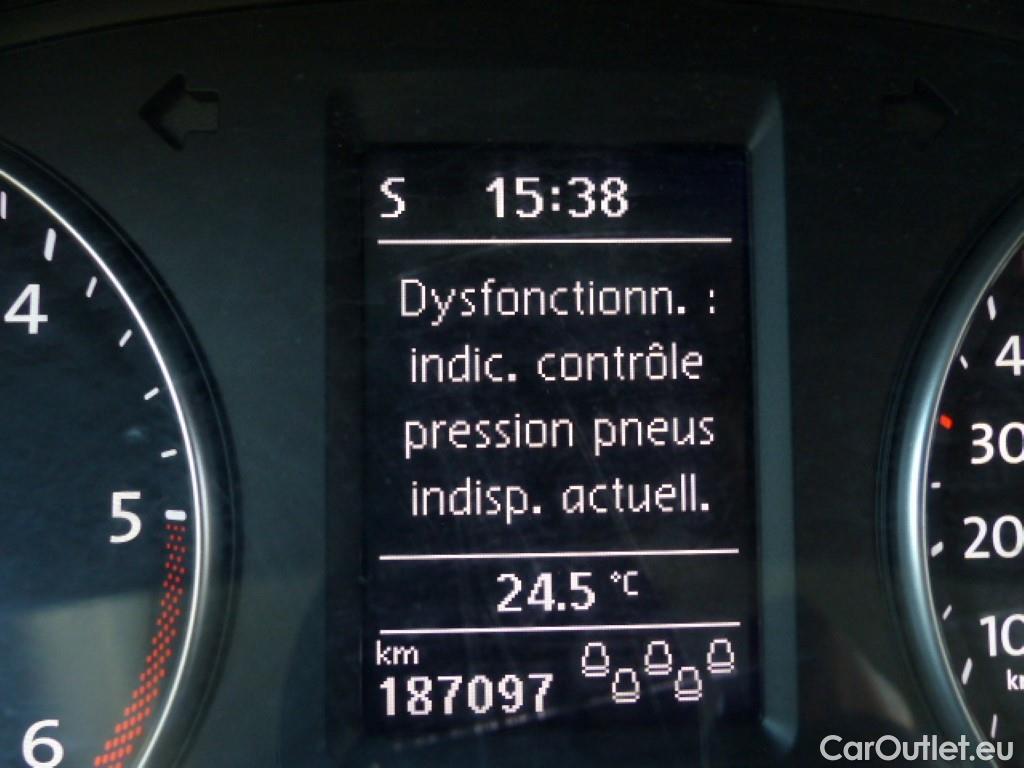 S 15:38
Dysfonctionn. :
indic. contrôle
pression pneus
indisp. actuell.
24.5 °C
km
187097
4
5
6
4
30
20
10
CarOutlet.eu